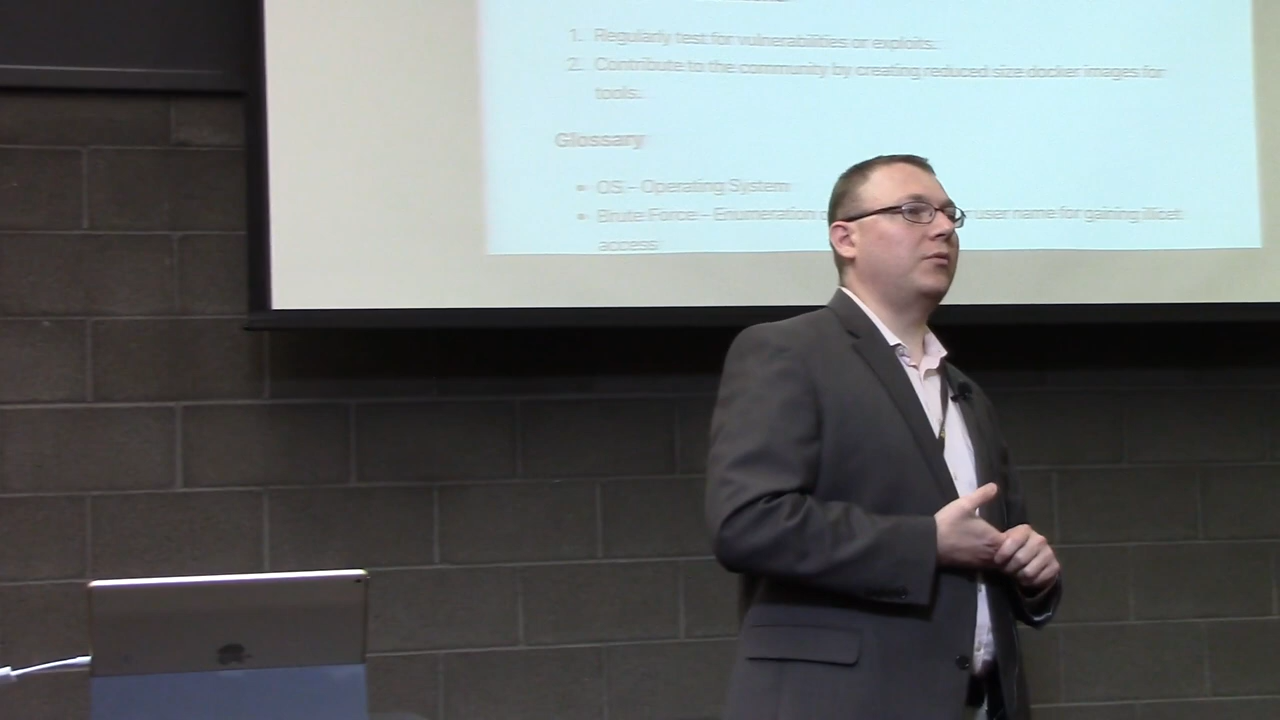 1. Regularly test for vulnerabilities or exploits.
2. Contribute to the community by creating reduced size docker images for
tools.
Glossary
• OS – Operating System
• Brute Force – Enumeration user name for gaining illicet
access